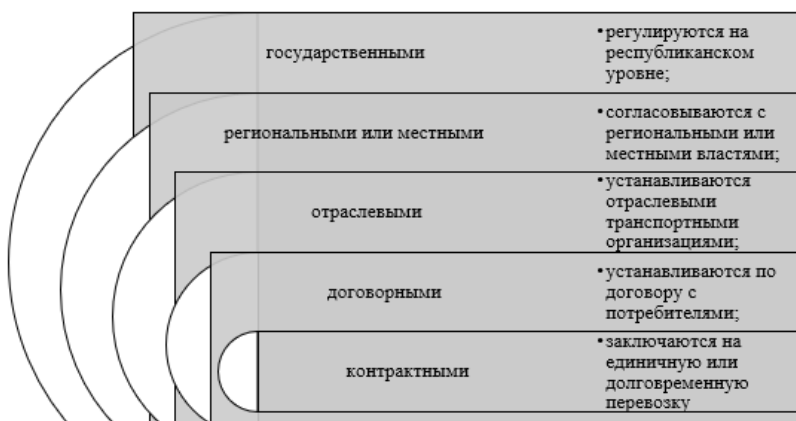 государственными
•регулируются на
республиканском
уровне;
региональными или местными
•согласовываются с
региональными или
местными властями;
отраслевыми
•устанавливаются
отраслевыми
транспортными
организациями;
договорными
•устанавливаются по
договору с
потребителями;
контрактными
•заключаются на
единичную или
долговременную
перевозку